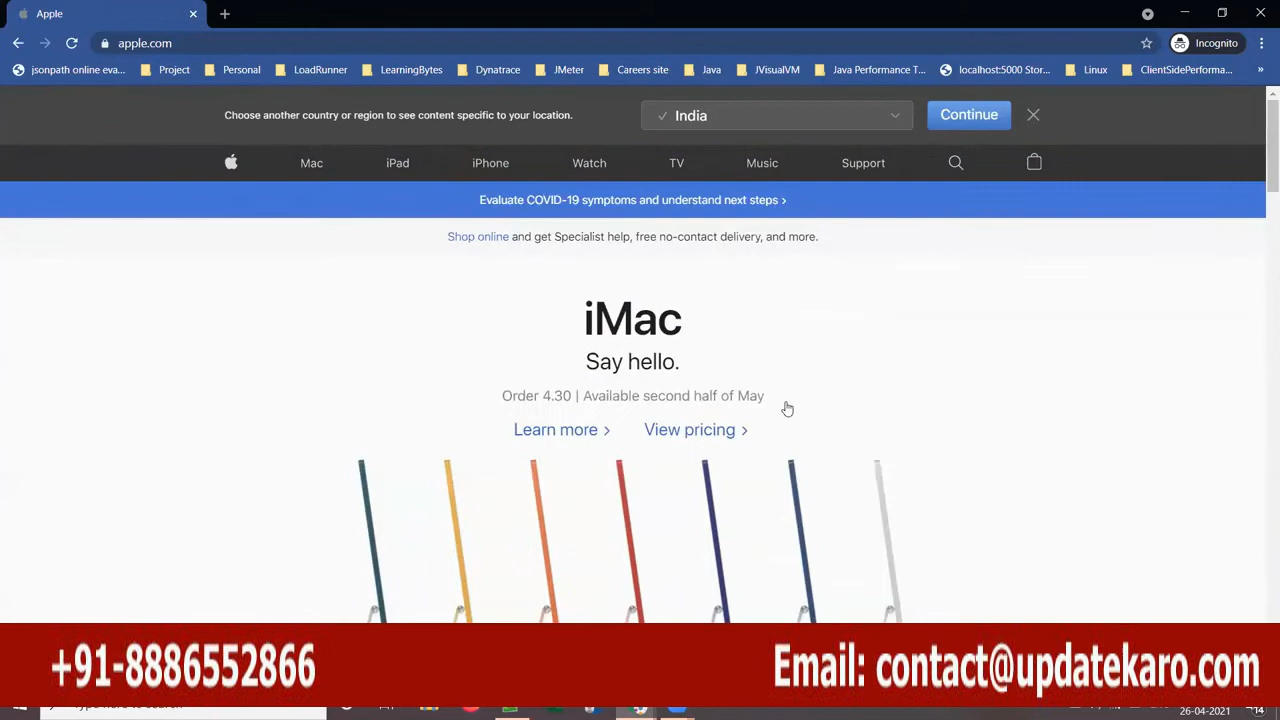 Apple
apple.com
Incognito
jsonpath online eva...
Project
Personal
LoadRunner
LearningBytes
Dynatrace
JMeter
Careers site
Java
JVisualVM
Java Performance T...
localhost:5000 Stor...
Linux
ClientSidePerforma...
»
Choose another country or region to see content specific to your location.
India
Continue
Mac
iPad
iPhone
Watch
TV
Music
Support
Evaluate COVID-19 symptoms and understand next steps >
Shop online and get Specialist help, free no-contact delivery, and more.
iMac
Say hello.
Order 4.30 | Available second half of May
Learn more >
View pricing >
+91-8886552866
Email: contact@updatekaro.com
26-04-2021